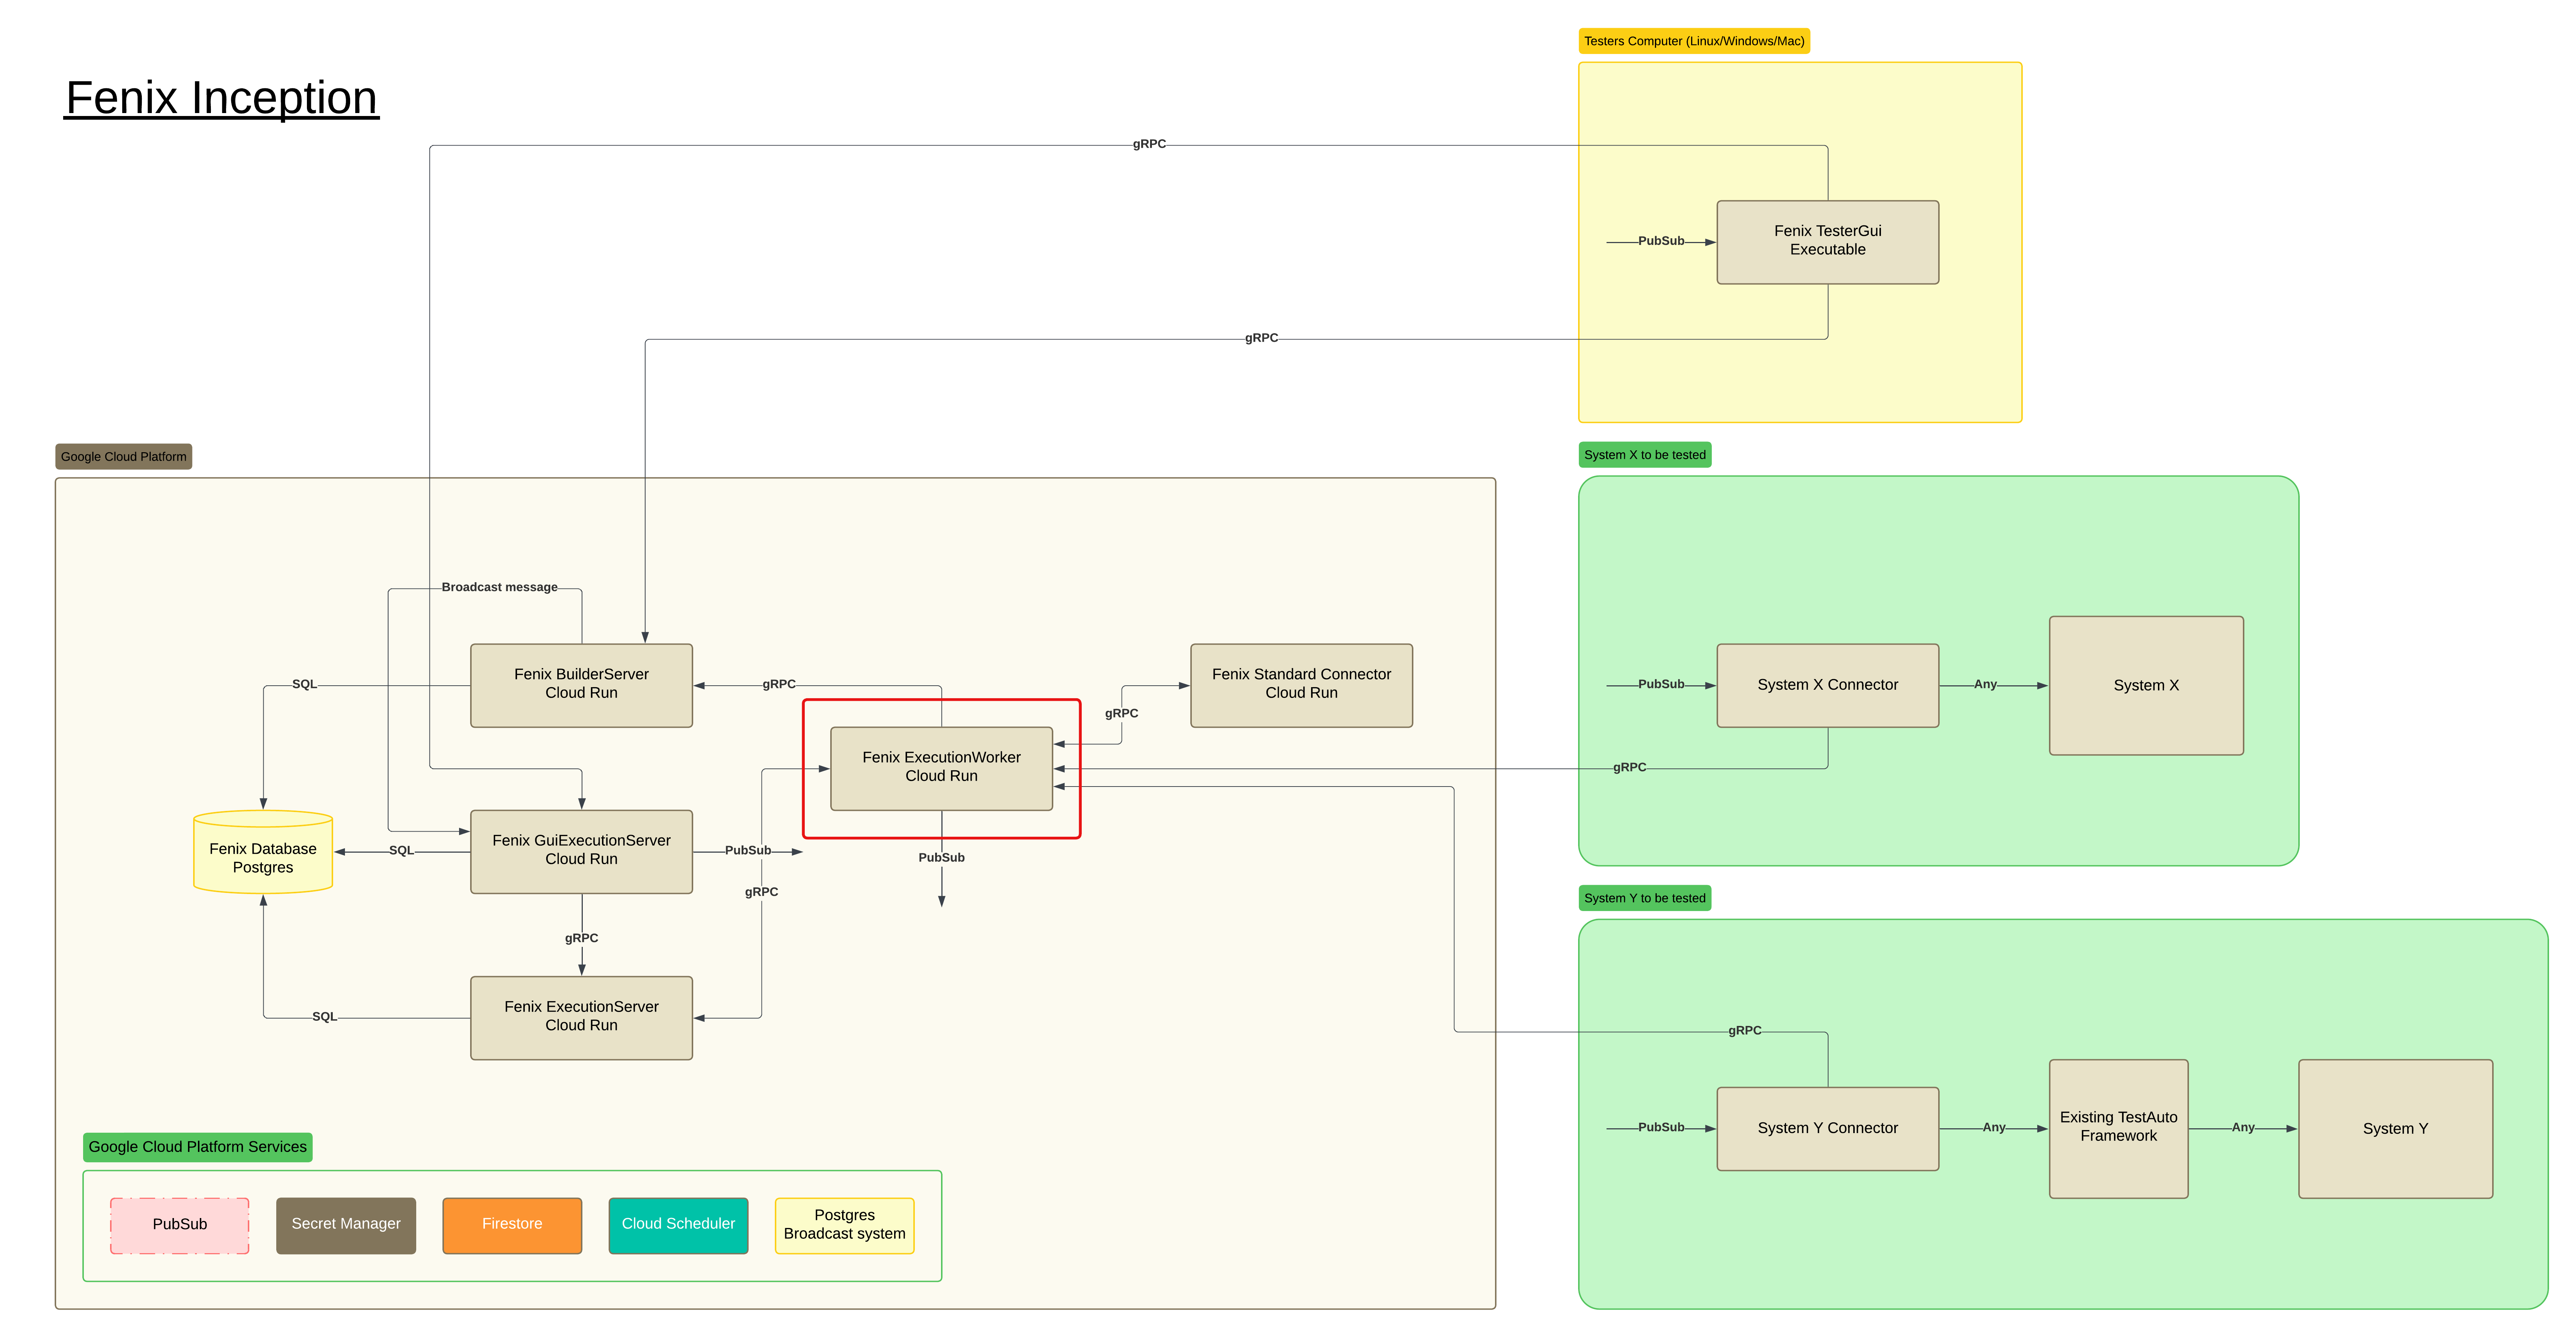 Fenix Inception
Testers Computer (Linux/Windows/Mac)
gRPC
PubSub
Fenix TesterGui
Executable
gRPC
Google Cloud Platform
Broadcast message
Fenix BuilderServer
Cloud Run
SQL
gRPC
Fenix Standard Connector
Cloud Run
gRPC
Fenix ExecutionWorker
Cloud Run
Fenix Database
Postgres
SQL
Fenix GuiExecutionServer
Cloud Run
PubSub
PubSub
gRPC
gRPC
Fenix ExecutionServer
Cloud Run
SQL
Google Cloud Platform Services
PubSub
Secret Manager
Firestore
Cloud Scheduler
Postgres
Broadcast system
System X to be tested
PubSub
System X Connector
Any
System X
gRPC
System Y to be tested
gRPC
PubSub
System Y Connector
Any
Existing TestAuto
Framework
Any
System Y